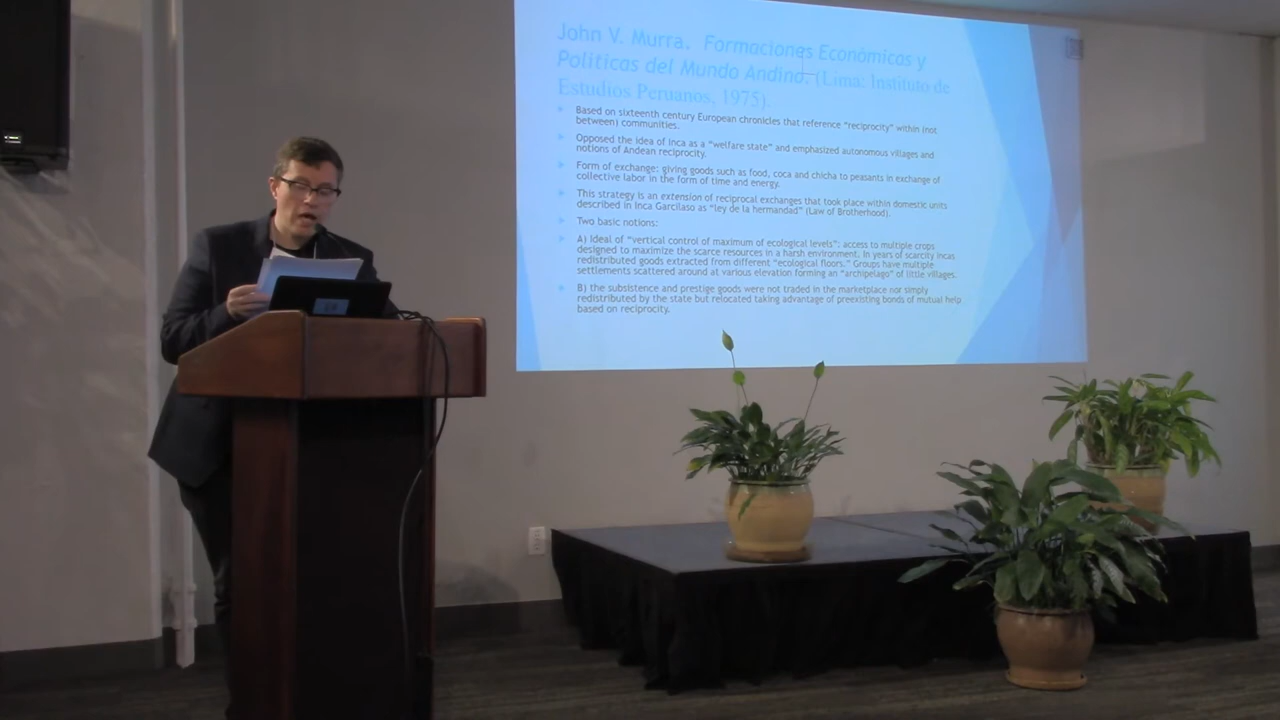 John V. Murra. Formaciones Económicas y
Políticas del Mundo Andino. (Lima: Instituto de
Estudios Peruanos, 1975).
Based on sixteenth century European chronicles that reference "reciprocity" within (not
between) communities.
Opposed the idea of Inca as a "welfare state" and emphasized autonomous villages and
notions of Andean reciprocity.
Form of exchange: giving goods such as food, coca and chicha to peasants in exchange of
collective labor in the form of time and energy.
This strategy is an extension of reciprocal exchanges that took place within domestic units
described in Inca Garcilaso as "ley de la hermandad" (Law of Brotherhood).
Two basic notions:
A) Ideal of "vertical control of maximum of ecological levels": access to multiple crops
designed to maximize the scarce resources in a harsh environment. In years of scarcity Incas
redistributed goods extracted from different "ecological floors." Groups have multiple
settlements scattered around at various elevation forming an "archipelago" of little villages.
B) the subsistence and prestige goods were not traded in the marketplace nor simply
redistributed by the state but relocated taking advantage of preexisting bonds of mutual help
based on reciprocity.